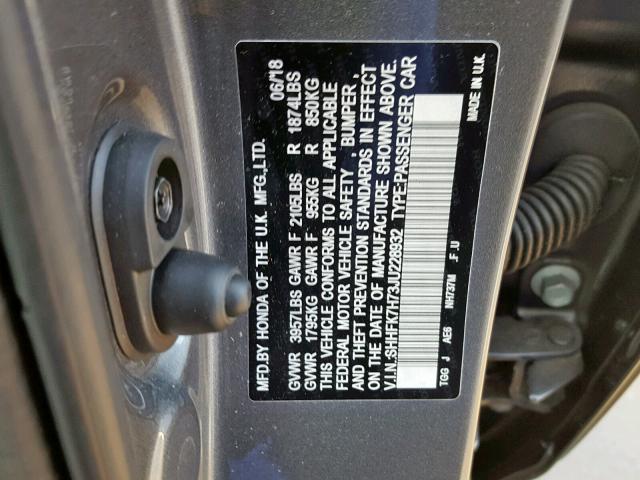 MFD.BY HONDA OF THE U.K. MFG.,LTD. 06/18
GVWR 3957LBS GAWR F 2105LBS R 1874LBS
GVWR 1795KG GAWR F 955KG R 850KG
THIS VEHICLE CONFORMS TO ALL APPLICABLE
FEDERAL MOTOR VEHICLE SAFETY , BUMPER ,
AND THEFT PREVENTION STANDARDS IN EFFECT
ON THE DATE OF MANUFACTURE SHOWN ABOVE.
V.I.N.:SHHFK7H73JU228932 TYPE:PASSENGER CAR
TGG J AE6 NH737M .F .U MADE IN U.K